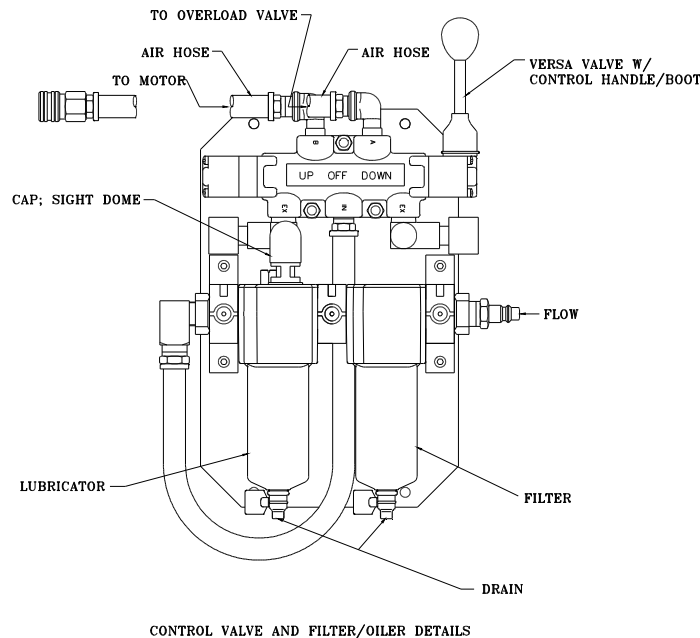 TO OVERLOAD VALVE
AIR HOSE
AIR HOSE
TO MOTOR
VERSA VALVE W/
CONTROL HANDLE/BOOT
B
A
UP OFF DOWN
CAP; SIGHT DOME
EX
IN
EX
FLOW
LUBRICATOR
FILTER
DRAIN
CONTROL VALVE AND FILTER/OILER DETAILS